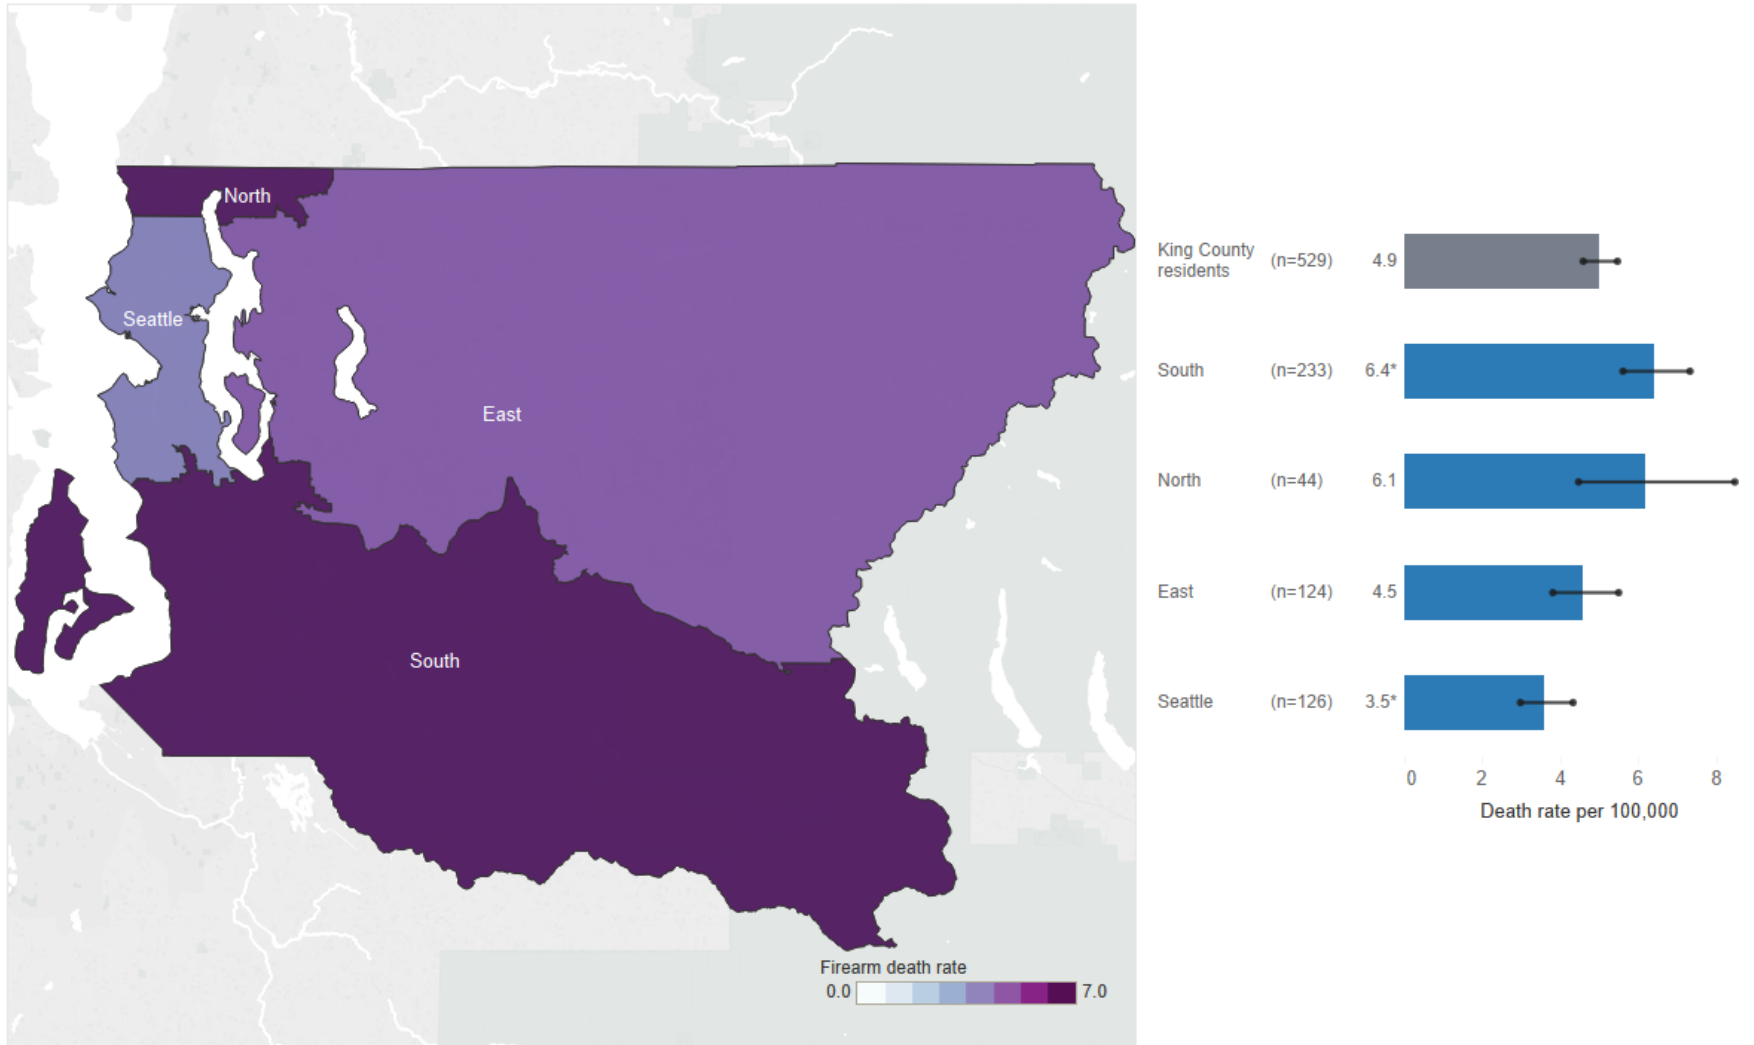 North
Seattle
East
South
Firearm death rate
0.0 7.0
King County
residents (n=529) 4.9
South (n=233) 6.4*
North (n=44) 6.1
East (n=124) 4.5
Seattle (n=126) 3.5*
0 2 4 6 8
Death rate per 100,000